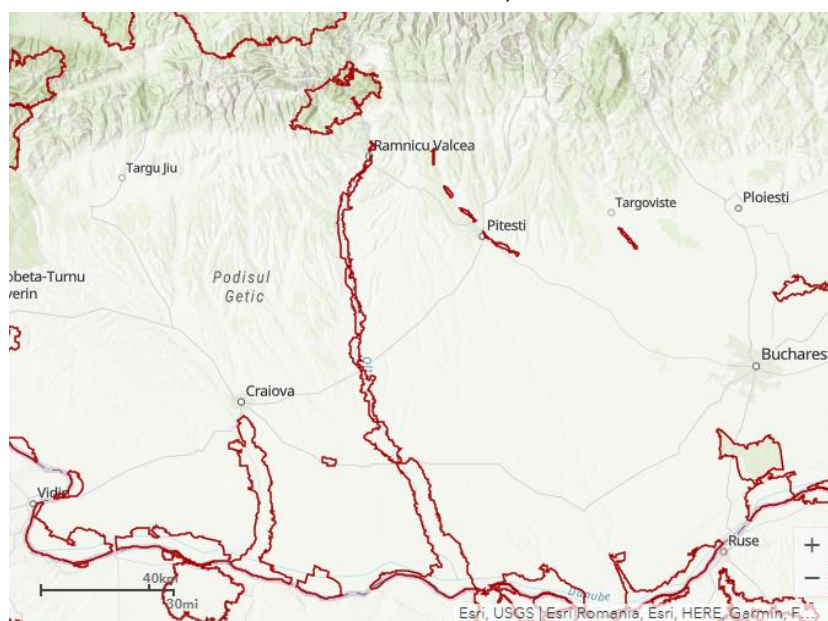 Ramnicu Valcea
Targu Jiu
Targoviste
Ploiesti
Pitesti
obeta-Turnu
verin
Podisul
Getic
Bucharest
Olt
Craiova
Vidin
Ruse
+
−
40km
30mi
Danube
Esri, USGS | Esri Romania, Esri, HERE, Garmin, F...